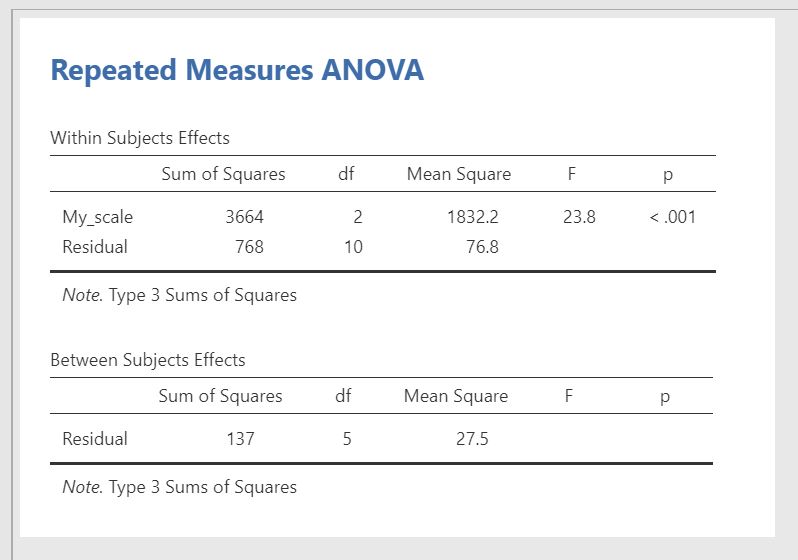 Repeated Measures ANOVA
Within Subjects Effects
Sum of Squares df Mean Square F p
My_scale 3664 2 1832.2 23.8 < .001
Residual 768 10 76.8
Note. Type 3 Sums of Squares
Between Subjects Effects
Sum of Squares df Mean Square F p
Residual 137 5 27.5
Note. Type 3 Sums of Squares